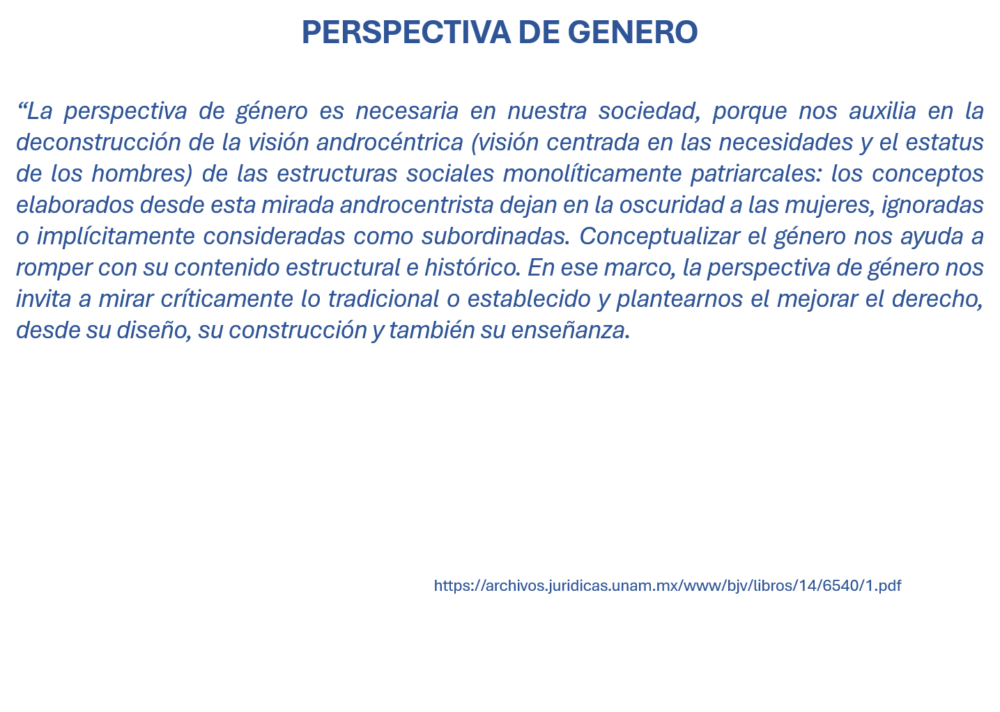 PERSPECTIVA DE GENERO
“La perspectiva de género es necesaria en nuestra sociedad, porque nos auxilia en la
deconstrucción de la visión androcéntrica (visión centrada en las necesidades y el estatus
de los hombres) de las estructuras sociales monolíticamente patriarcales: los conceptos
elaborados desde esta mirada androcentrista dejan en la oscuridad a las mujeres, ignoradas
o implícitamente consideradas como subordinadas. Conceptualizar el género nos ayuda a
romper con su contenido estructural e histórico. En ese marco, la perspectiva de género nos
invita a mirar críticamente lo tradicional o establecido y plantearnos el mejorar el derecho,
desde su diseño, su construcción y también su enseñanza.
https://archivos.juridicas.unam.mx/www/bjv/libros/14/6540/1.pdf